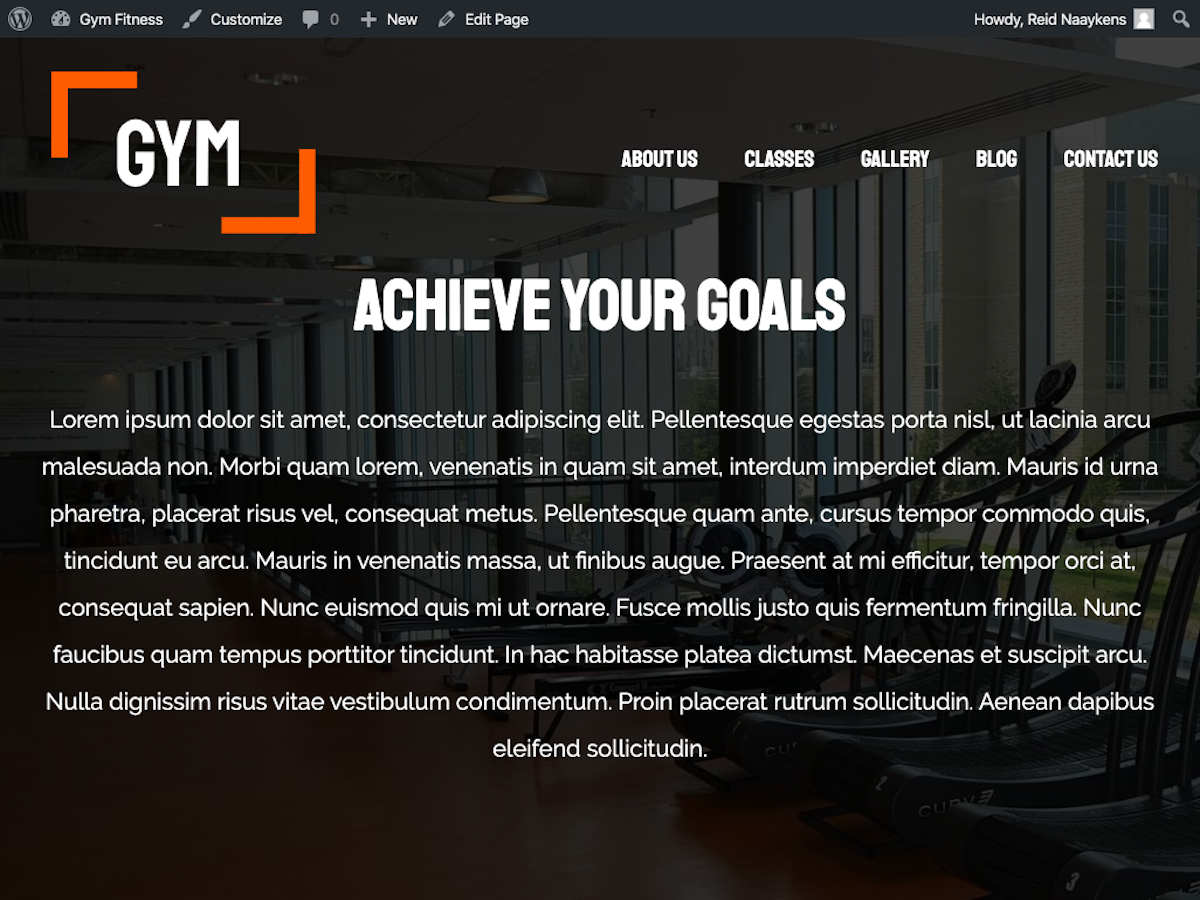 Gym Fitness Customize 0 New Edit Page Howdy, Reid Naaykens
GYM
ABOUT US CLASSES GALLERY BLOG CONTACT US
ACHIEVE YOUR GOALS
Lorem ipsum dolor sit amet, consectetur adipiscing elit. Pellentesque egestas porta nisl, ut lacinia arcu
malesuada non. Morbi quam lorem, venenatis in quam sit amet, interdum imperdiet diam. Mauris id urna
pharetra, placerat risus vel, consequat metus. Pellentesque quam ante, cursus tempor commodo quis,
tincidunt eu arcu. Mauris in venenatis massa, ut finibus augue. Praesent at mi efficitur, tempor orci at,
consequat sapien. Nunc euismod quis mi ut ornare. Fusce mollis justo quis fermentum fringilla. Nunc
faucibus quam tempus porttitor tincidunt. In hac habitasse platea dictumst. Maecenas et suscipit arcu.
Nulla dignissim risus vitae vestibulum condimentum. Proin placerat rutrum sollicitudin. Aenean dapibus
eleifend sollicitudin.
2
CURVE
3